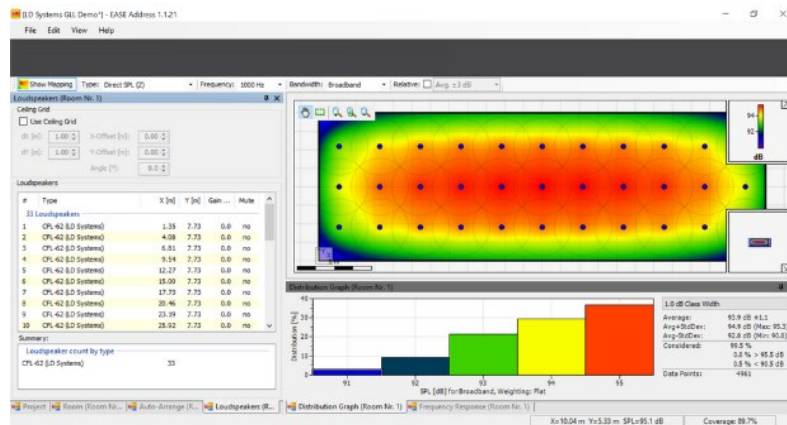 [LD Systems GLL Demo*] - EASE Address 1.1.21
File Edit View Help
Show Mapping Type: Direct SPL (Z) Frequency: 1000 Hz Bandwidth: Broadband Relative: Avg. ±3 dB
Loudspeakers (Room Nr. 1)
Ceiling Grid
Use Ceiling Grid
1.00 X-Offset [m]: 0.00
1.00 Y-Offset [m]: 0.00
Angle [°]: 0.0
94
92
dB
Loudspeakers
# Type X [m] Y [m] Gain ... Mute
33 Loudspeakers
1 CFL-62 (LD Systems) 1.35 7.73 0.0 no
2 CFL-62 (LD Systems) 4.08 7.73 0.0 no
3 CFL-62 (LD Systems) 6.81 7.73 0.0 no
4 CFL-62 (LD Systems) 9.54 7.73 0.0 no
5 CFL-62 (LD Systems) 12.27 7.73 0.0 no
6 CFL-62 (LD Systems) 15.00 7.73 0.0 no
7 CFL-62 (LD Systems) 17.73 7.73 0.0 no
8 CFL-62 (LD Systems) 20.46 7.73 0.0 no
9 CFL-62 (LD Systems) 23.19 7.73 0.0 no
10 CFL-62 (LD Systems) 25.92 7.73 0.0 no
Summary:
Loudspeaker count by type
CFL-62 (LD Systems) 33
Distribution Graph (Room Nr. 1)
Distribution [%]
40
30
20
10
0
91 92 93 94 95
SPL [dB] for Broadband, Weighting: Flat
1.0 dB Class Width
Average: 93.9 dB ±1.1
Avg+StdDev: 94.9 dB (Max: 95.3)
Avg-StdDev: 92.8 dB (Min: 90.0)
Considered: 99.5 %
0.0 % > 95.5 dB
0.5 % < 90.5 dB
Data Points: 4961
Project Room (Room Nr... Auto-Arrange (R... Loudspeakers (R... Distribution Graph (Room Nr. 1) Frequency Response (Room Nr. 1)
X=10.04 m Y=5.33 m SPL=95.1 dB Coverage: 89.7%